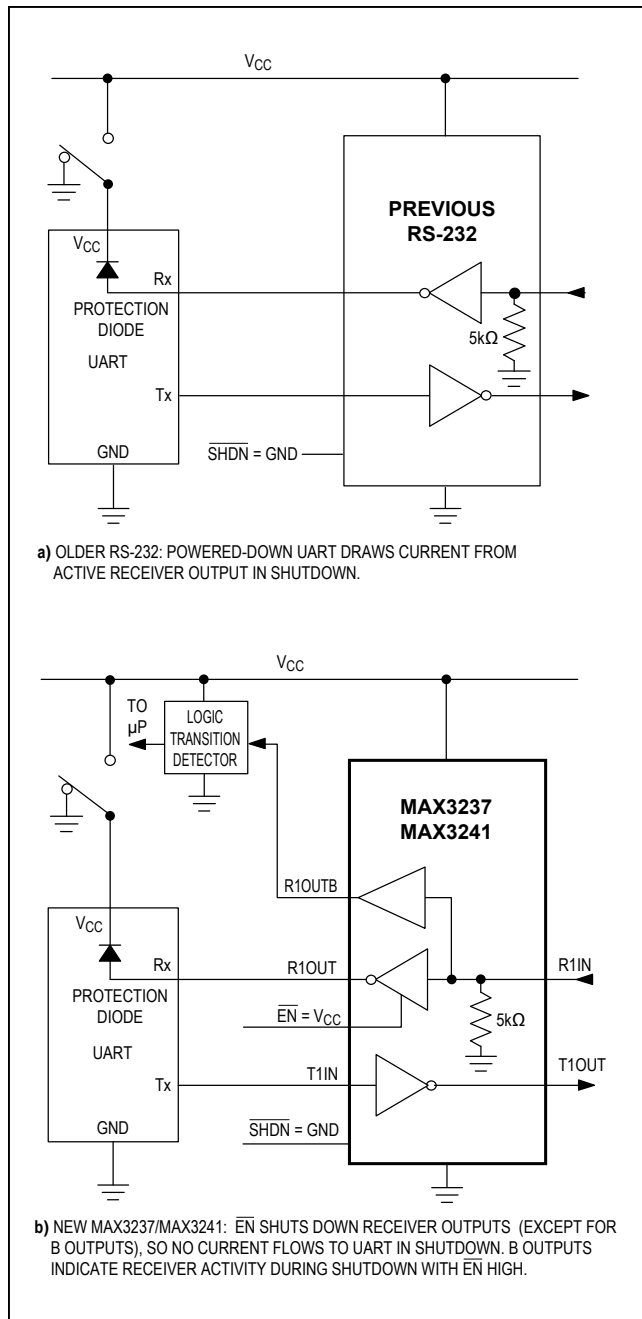 VCC
PREVIOUS
RS-232
VCC
Rx
PROTECTION
DIODE
5kΩ
UART
Tx
GND
SHDN = GND
a) OLDER RS-232: POWERED-DOWN UART DRAWS CURRENT FROM
ACTIVE RECEIVER OUTPUT IN SHUTDOWN.
VCC
TO
µP
LOGIC
TRANSITION
DETECTOR
MAX3237
MAX3241
R1OUTB
VCC
Rx
R1OUT
R1IN
PROTECTION
DIODE
EN = VCC
5kΩ
UART
Tx
T1IN
T1OUT
GND
SHDN = GND
b) NEW MAX3237/MAX3241: EN SHUTS DOWN RECEIVER OUTPUTS (EXCEPT FOR
B OUTPUTS), SO NO CURRENT FLOWS TO UART IN SHUTDOWN. B OUTPUTS
INDICATE RECEIVER ACTIVITY DURING SHUTDOWN WITH EN HIGH.